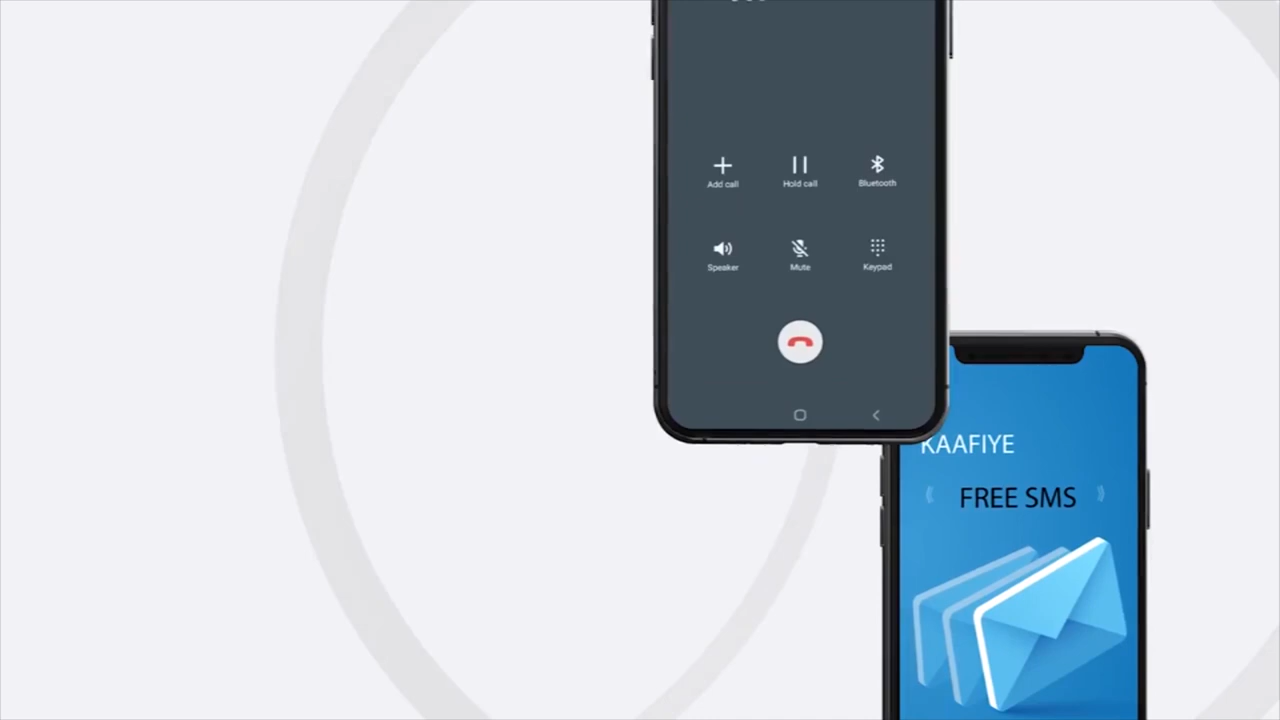 Add call
Hold call
Bluetooth
Speaker
Mute
Keypad
KAAFIYE
FREE SMS